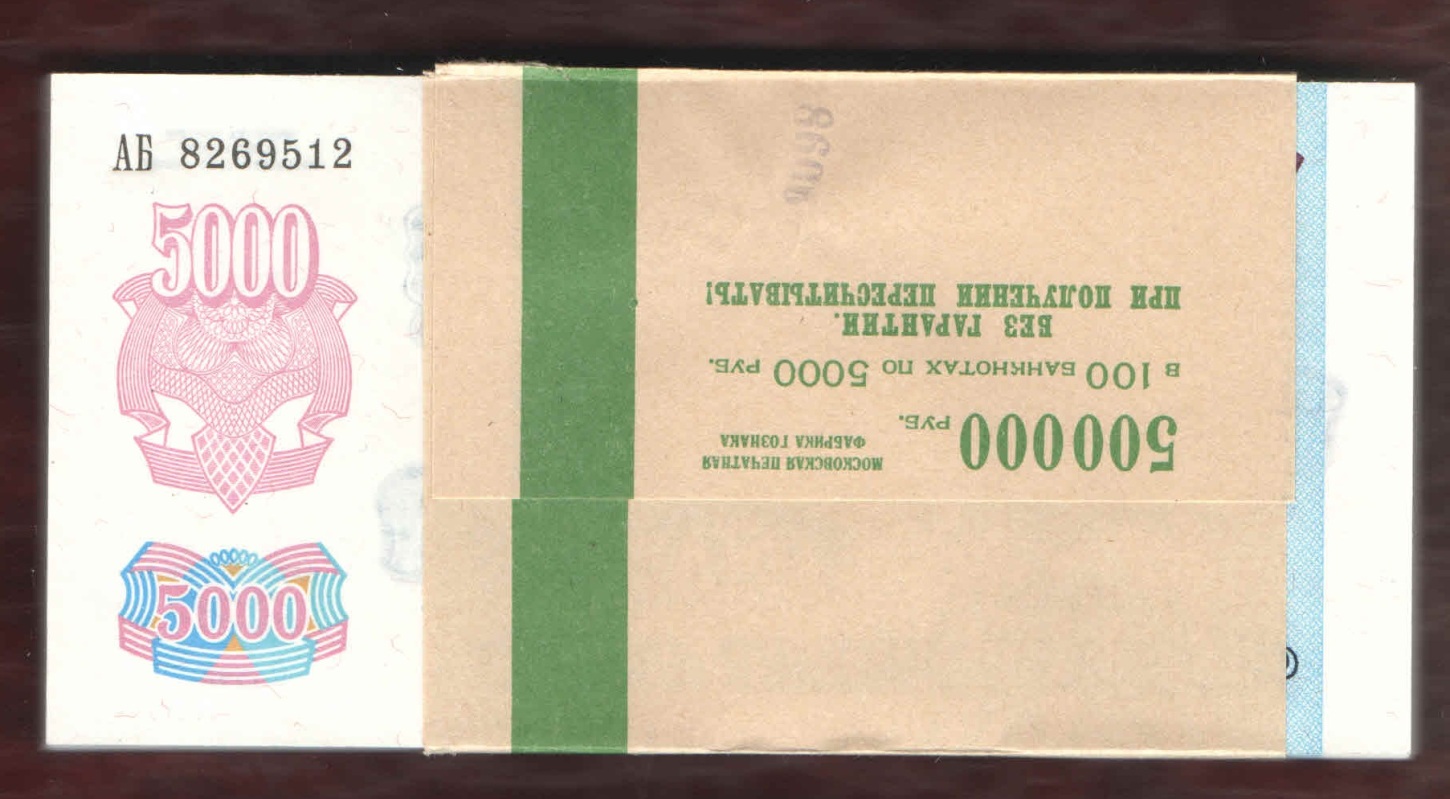 АБ 8269512
5000
5000
500000 РУБ.
МОСКОВСКАЯ ПЕЧАТНАЯ
ФАБРИКА ГОЗНАКА
В 100 БАНКНОТАХ ПО 5000 РУБ.
БЕЗ ГАРАНТИИ.
ПРИ ПОЛУЧЕНИИ ПЕРЕСЧИТЫВАТЬ!